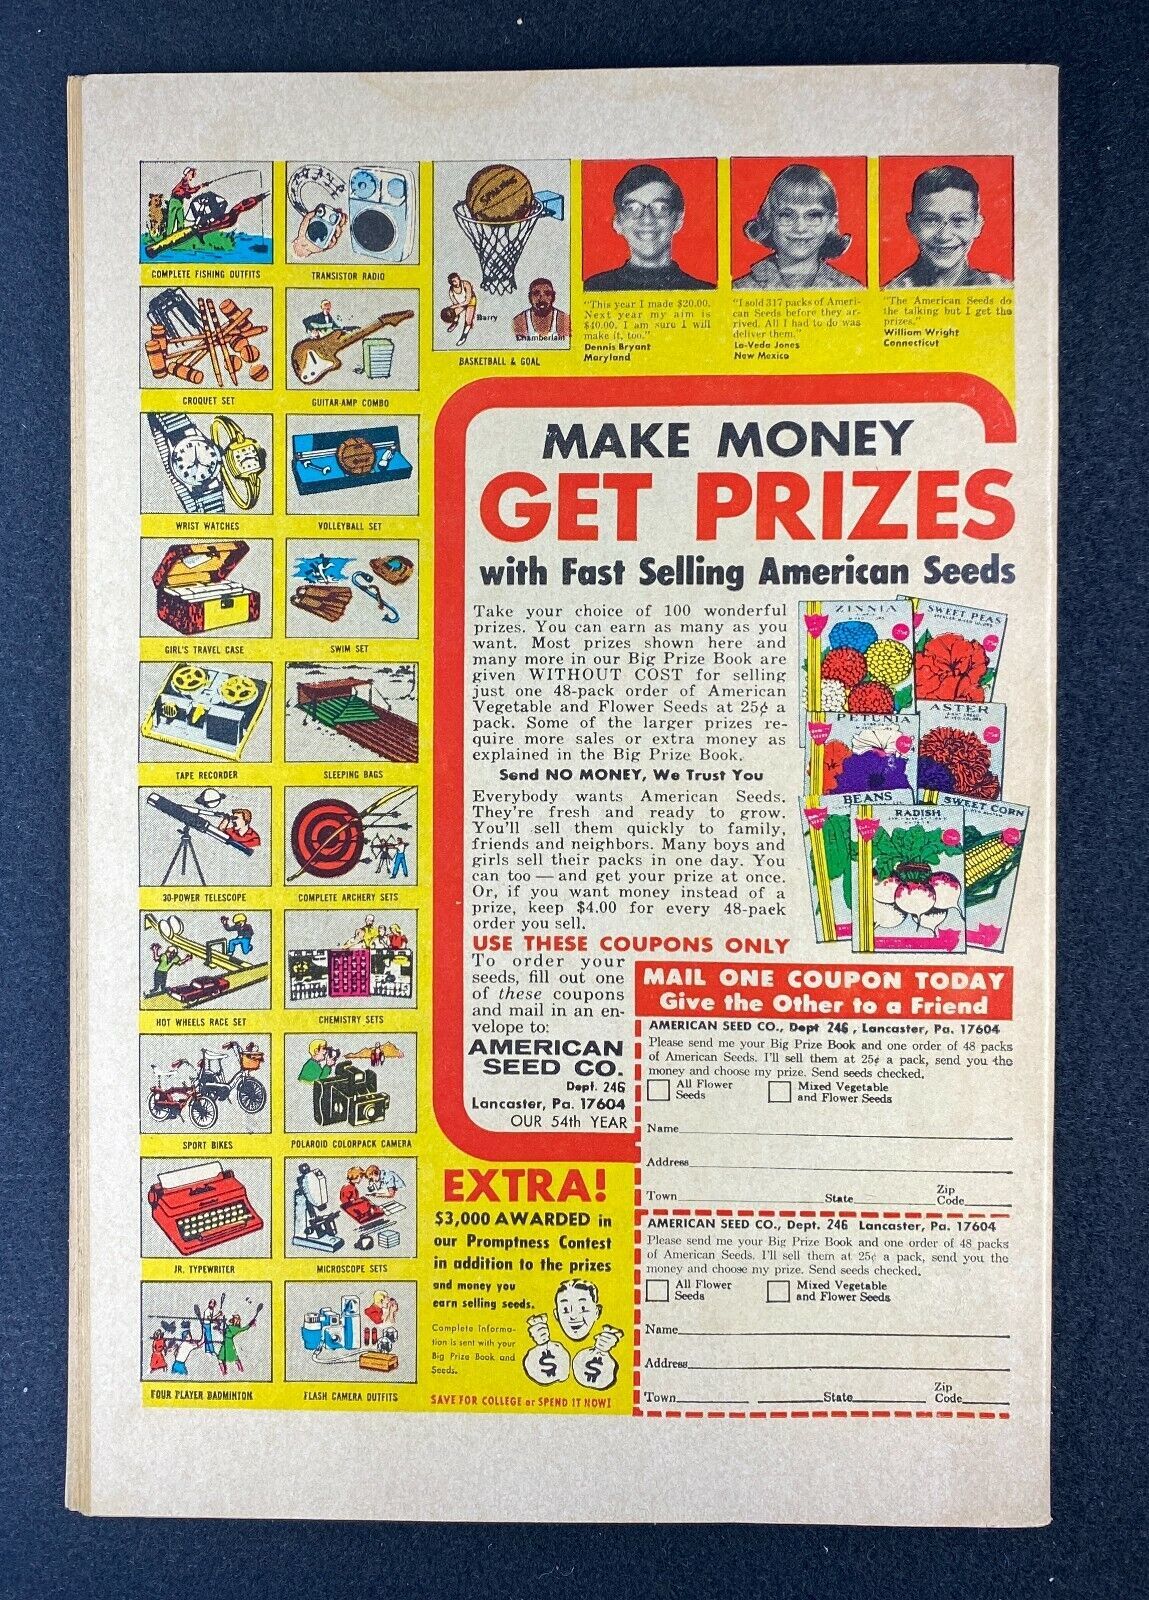 COMPLETE FISHING OUTFITS
TRANSISTOR RADIO
CROQUET SET
GUITAR-AMP COMBO
WRIST WATCHES
VOLLEYBALL SET
GIRL'S TRAVEL CASE
SWIM SET
TAPE RECORDER
SLEEPING BAGS
30-POWER TELESCOPE
COMPLETE ARCHERY SETS
HOT WHEELS RACE SET
CHEMISTRY SETS
SPORT BIKES
POLAROID COLORPACK CAMERA
JR. TYPEWRITER
MICROSCOPE SETS
FOUR PLAYER BADMINTON
FLASH CAMERA OUTFITS
SPALDING
Barry
Chamberlain
BASKETBALL & GOAL
"This year I made $20.00.
Next year my aim is
$40.00. I am sure I will
make it, too."
Dennis Bryant
Maryland
"I sold 317 packs of Ameri-
can Seeds before they ar-
rived. All I had to do was
deliver them."
La-Veda Jones
New Mexico
"The American Seeds do
the talking but I get the
prizes."
William Wright
Connecticut
MAKE MONEY
GET PRIZES
with Fast Selling American Seeds
Take your choice of 100 wonderful
prizes. You can earn as many as you
want. Most prizes shown here and
many more in our Big Prize Book are
given WITHOUT COST for selling
just one 48-pack order of American
Vegetable and Flower Seeds at 25¢ a
pack. Some of the larger prizes re-
quire more sales or extra money as
explained in the Big Prize Book.
Send NO MONEY, We Trust You
Everybody wants American Seeds.
They're fresh and ready to grow.
You'll sell them quickly to family,
friends and neighbors. Many boys and
girls sell their packs in one day. You
can too — and get your prize at once.
Or, if you want money instead of a
prize, keep $4.00 for every 48-pack
order you sell.
ZINNIA
SWEET PEAS
PETUNIA
ASTER
BEANS
RADISH
SWEET CORN
USE THESE COUPONS ONLY
To order your
seeds, fill out one
of these coupons
and mail in an en-
velope to:
AMERICAN
SEED CO.
Dept. 246
Lancaster, Pa. 17604
OUR 54th YEAR
MAIL ONE COUPON TODAY
Give the Other to a Friend
AMERICAN SEED CO., Dept 246, Lancaster, Pa. 17604
Please send me your Big Prize Book and one order of 48 packs
of American Seeds. I'll sell them at 25¢ a pack, send you the
money and choose my prize. Send seeds checked.
All Flower
Seeds
Mixed Vegetable
and Flower Seeds
Name
Address
Town State Zip Code
AMERICAN SEED CO., Dept. 246 Lancaster, Pa. 17604
Please send me your Big Prize Book and one order of 48 packs
of American Seeds. I'll sell them at 25¢ a pack, send you the
money and choose my prize. Send seeds checked.
All Flower
Seeds
Mixed Vegetable
and Flower Seeds
Name
Address
Town State Zip Code
EXTRA!
$3,000 AWARDED in
our Promptness Contest
in addition to the prizes
and money you
earn selling seeds.
Complete Informa-
tion is sent with your
Big Prize Book and
Seeds.
$ $
SAVE FOR COLLEGE or SPEND IT NOW!